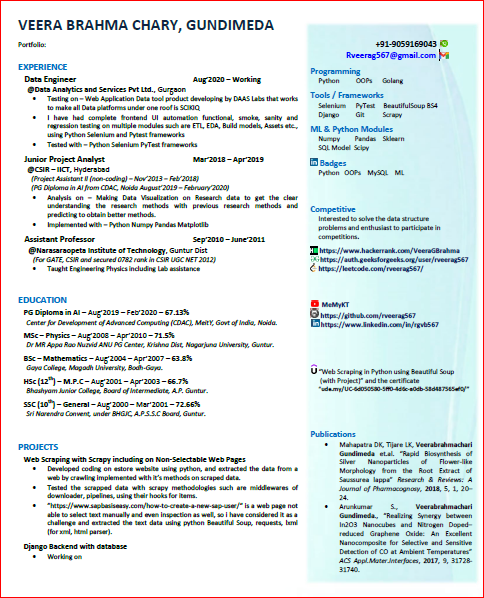 VEERA BRAHMA CHARY, GUNDIMEDA
Portfolio:
EXPERIENCE
Data Engineer Aug'2020 – Working
@Data Analytics and Services Pvt Ltd., Gurgaon
• Testing on – Web Application Data tool product developing by DAAS Labs that works
to make all Data platforms under one roof is SCIKIQ
• I have had complete frontend UI automation functional, smoke, sanity and
regression testing on multiple modules such are ETL, EDA, Build models, Assets etc.,
using Python Selenium and Pytest frameworks
• Tested with – Python Selenium PyTest frameworks
Junior Project Analyst Mar'2018 – Apr'2019
@CSIR – IICT, Hyderabad
(Project Assistant II (non-coding) – Nov'2013 – Feb'2018)
(PG Diploma in AI from CDAC, Noida August'2019 – February'2020)
• Analysis on – Making Data Visualization on Research data to get the clear
understanding the research methods with previous research methods and
predicting to obtain better methods.
• Implemented with – Python Numpy Pandas Matplotlib
Assistant Professor Sep'2010 – June'2011
@Narasaraopeta Institute of Technology, Guntur Dist
(For GATE, CSIR and secured 0782 rank in CSIR UGC NET 2012)
• Taught Engineering Physics including Lab assistance
EDUCATION
PG Diploma in AI – Aug'2019 – Feb'2020 – 67.13%
Center for Development of Advanced Computing (CDAC), MeitY, Govt of India, Noida.
MSc – Physics – Aug'2008 – Apr'2010 – 71.5%
Dr MR Appa Rao Nuzvid ANU PG Center, Krishna Dist, Nagarjuna University, Guntur.
BSc – Mathematics – Aug'2004 – Apr'2007 – 63.8%
Gaya College, Magadh University, Bodh-Gaya.
HSC (12th) – M.P.C – Aug'2001 – Apr'2003 – 66.7%
Bhashyam Junior College, Board of Intermediate, A.P. Guntur.
SSC (10th) – General – Aug'2000 – Mar'2001 – 72.66%
Sri Narendra Convent, under BHGJC, A.P.S.S.C Board, Guntur.
PROJECTS
Web Scraping with Scrapy including on Non-Selectable Web Pages
• Developed coding on estore website using python, and extracted the data from a
web by crawling implemented with it's methods on scraped data.
• Tested the scrapped data with scrapy methodologies such are middlewares of
downloader, pipelines, using their hooks for items.
• "https://www.sapbasiseasy.com/how-to-create-a-new-sap-user/" is a web page not
able to select text manually and even inspection as well, so I have considered it as a
challenge and extracted the text data using python Beautiful Soup, requests, lxml
(for xml, html parser).
Django Backend with database
• Working on
+91-9059169043
Rveerag567@gmail.com
Programming
Python OOPs Golang
Tools / Frameworks
Selenium PyTest BeautifulSoup BS4
Django Git Scrapy
ML & Python Modules
Numpy Pandas Sklearn
SQL Model Scipy
in Badges
Python OOPs MySQL ML
Competitive
Interested to solve the data structure
problems and enthusiast to participate in
competitions.
https://www.hackerrank.com/VeeraGBrahma
https://auth.geeksforgeeks.org/user/rveerag567
https://leetcode.com/rveerag567/
MeMyKT
https://github.com/rveerag567
https://www.linkedin.com/in/rgvb567
"Web Scraping in Python using Beautiful Soup
(with Project)" and the certificate
Publications
• Mahapatra DK, Tijare LK, Veerabrahmachari
Gundimeda et.al. "Rapid Biosynthesis of
Silver Nanoparticles of Flower-like
Morphology from the Root Extract of
Saussurea lappa" Research & Reviews: A
Journal of Pharmacognosy, 2018, 5, 1, 20–
24.
• Arunkumar S., Veerabrahmachari
Gundimeda., "Realizing Synergy between
In2O3 Nanocubes and Nitrogen Doped–
reduced Graphene Oxide: An Excellent
Nanocomposite for Selective and Sensitive
Detection of CO at Ambient Temperatures"
ACS Appl.Mater.Interfaces, 2017, 9, 31728-
31740.